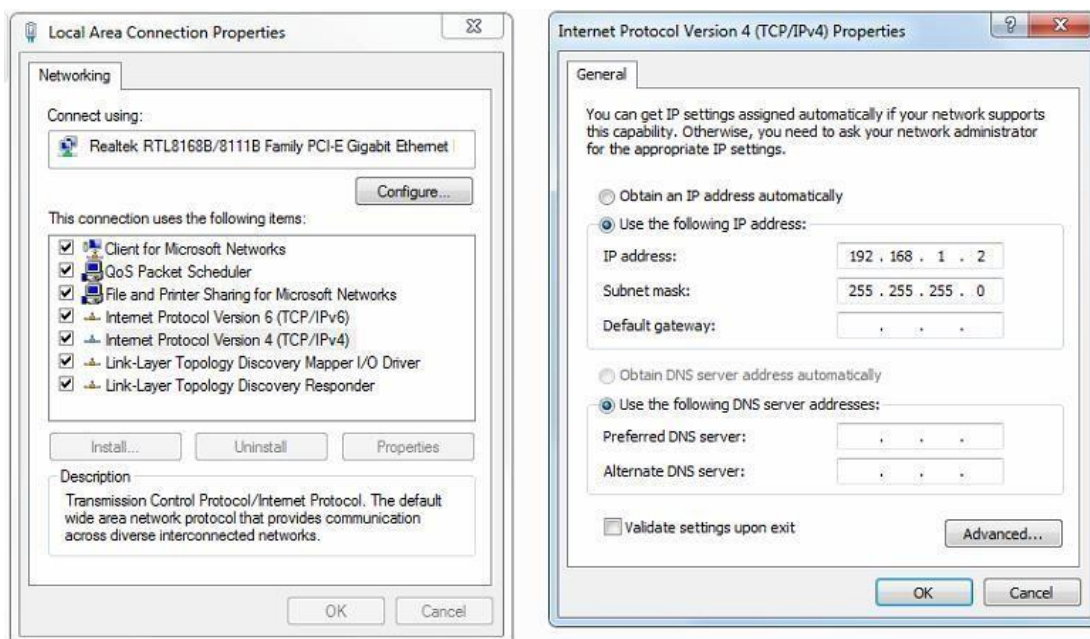 Local Area Connection Properties
Networking
Connect using:
Realtek RTL8168B/8111B Family PCI-E Gigabit Ethernet
Configure...
This connection uses the following items:
Client for Microsoft Networks
QoS Packet Scheduler
File and Printer Sharing for Microsoft Networks
Internet Protocol Version 6 (TCP/IPv6)
Internet Protocol Version 4 (TCP/IPv4)
Link-Layer Topology Discovery Mapper I/O Driver
Link-Layer Topology Discovery Responder
Install... Uninstall Properties
Description
Transmission Control Protocol/Internet Protocol. The default
wide area network protocol that provides communication
across diverse interconnected networks.
OK Cancel
Internet Protocol Version 4 (TCP/IPv4) Properties
General
You can get IP settings assigned automatically if your network supports
this capability. Otherwise, you need to ask your network administrator
for the appropriate IP settings.
Obtain an IP address automatically
Use the following IP address:
IP address: 192 . 168 . 1 . 2
Subnet mask: 255 . 255 . 255 . 0
Default gateway: . . .
Obtain DNS server address automatically
Use the following DNS server addresses:
Preferred DNS server: . . .
Alternate DNS server: . . .
Validate settings upon exit
Advanced...
OK Cancel